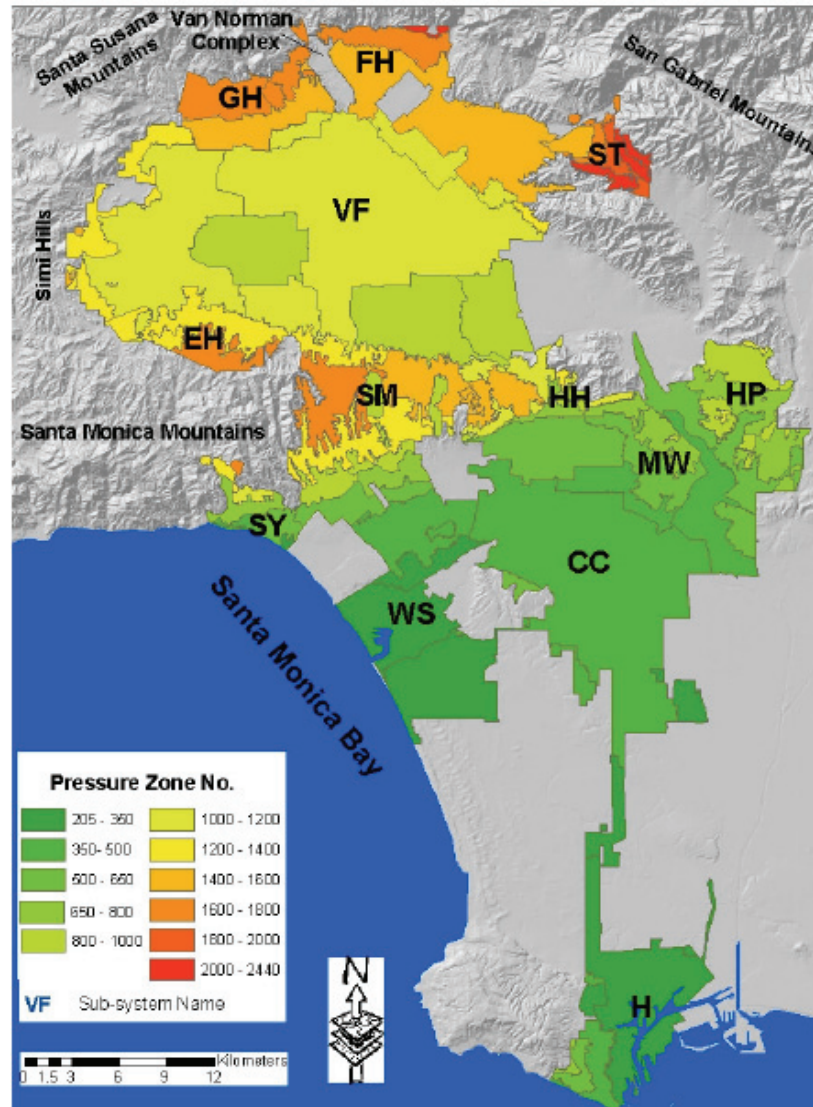 Van Norman
Complex
Santa Susana
Mountains
San Gabriel Mountains
FH
GH
ST
VF
Simi Hills
EH
SM
HH
HP
Santa Monica Mountains
MW
SY
CC
WS
Santa Monica Bay
H
Pressure Zone No.
205 - 350 1000 - 1200
350- 500 1200 - 1400
500 - 650 1400 - 1600
650 - 800 1600 - 1800
800 - 1000 1800 - 2000
2000 - 2440
VF Sub-system Name
N
Kilometers
0 1.5 3 6 9 12